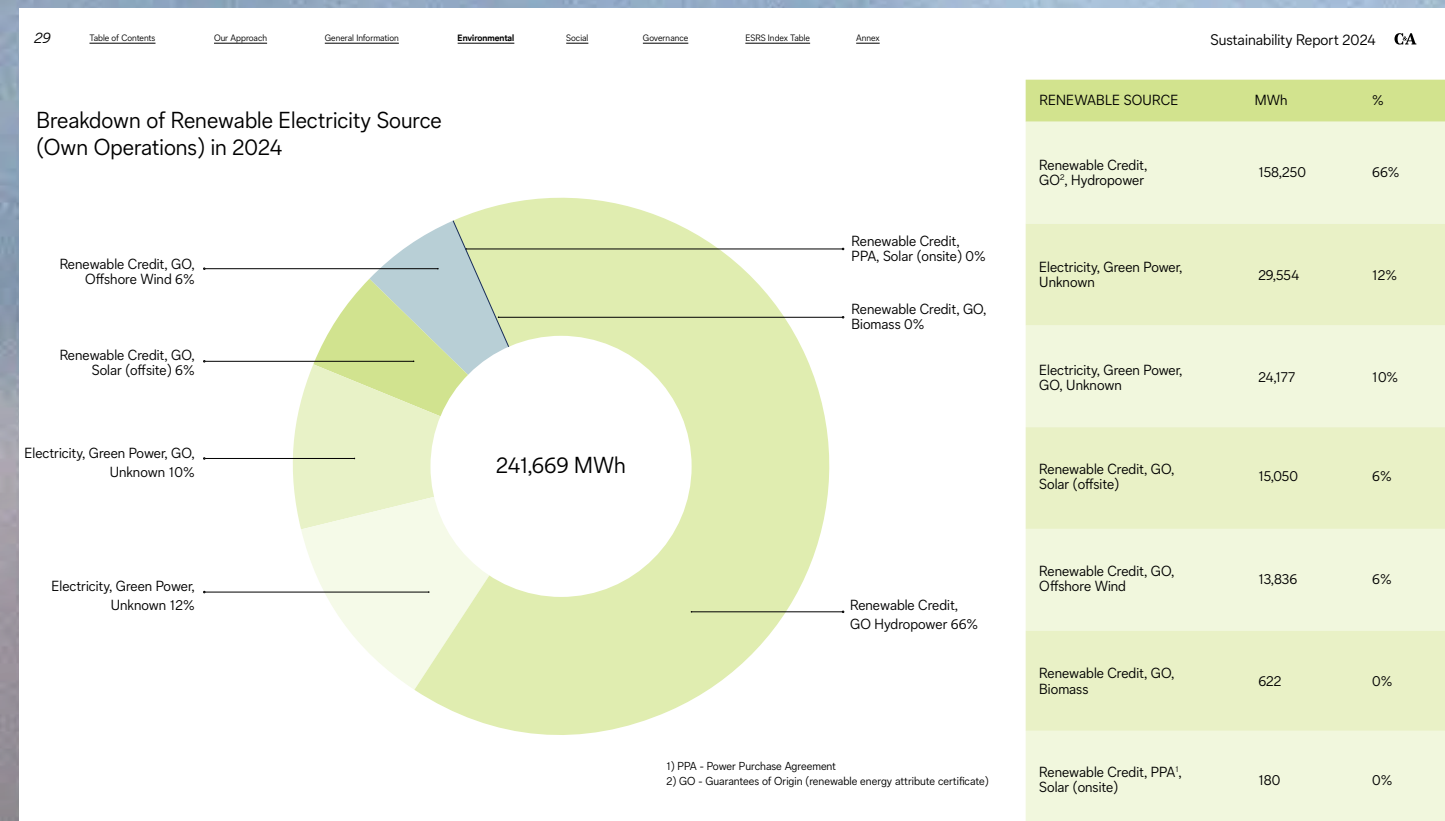 29
Table of Contents
Our Approach
General Information
Environmental
Social
Governance
ESRS Index Table
Annex
Sustainability Report 2024
C&A
Breakdown of Renewable Electricity Source
(Own Operations) in 2024
Renewable Credit, GO,
Offshore Wind 6%
Renewable Credit, GO,
Solar (offsite) 6%
Electricity, Green Power, GO,
Unknown 10%
Electricity, Green Power,
Unknown 12%
241,669 MWh
Renewable Credit,
PPA, Solar (onsite) 0%
Renewable Credit, GO,
Biomass 0%
Renewable Credit,
GO Hydropower 66%
1) PPA - Power Purchase Agreement
2) GO - Guarantees of Origin (renewable energy attribute certificate)
RENEWABLE SOURCE MWh %
Renewable Credit,
GO², Hydropower 158,250 66%
Electricity, Green Power,
Unknown 29,554 12%
Electricity, Green Power,
GO, Unknown 24,177 10%
Renewable Credit, GO,
Solar (offsite) 15,050 6%
Renewable Credit, GO,
Offshore Wind 13,836 6%
Renewable Credit, GO,
Biomass 622 0%
Renewable Credit, PPA¹,
Solar (onsite) 180 0%